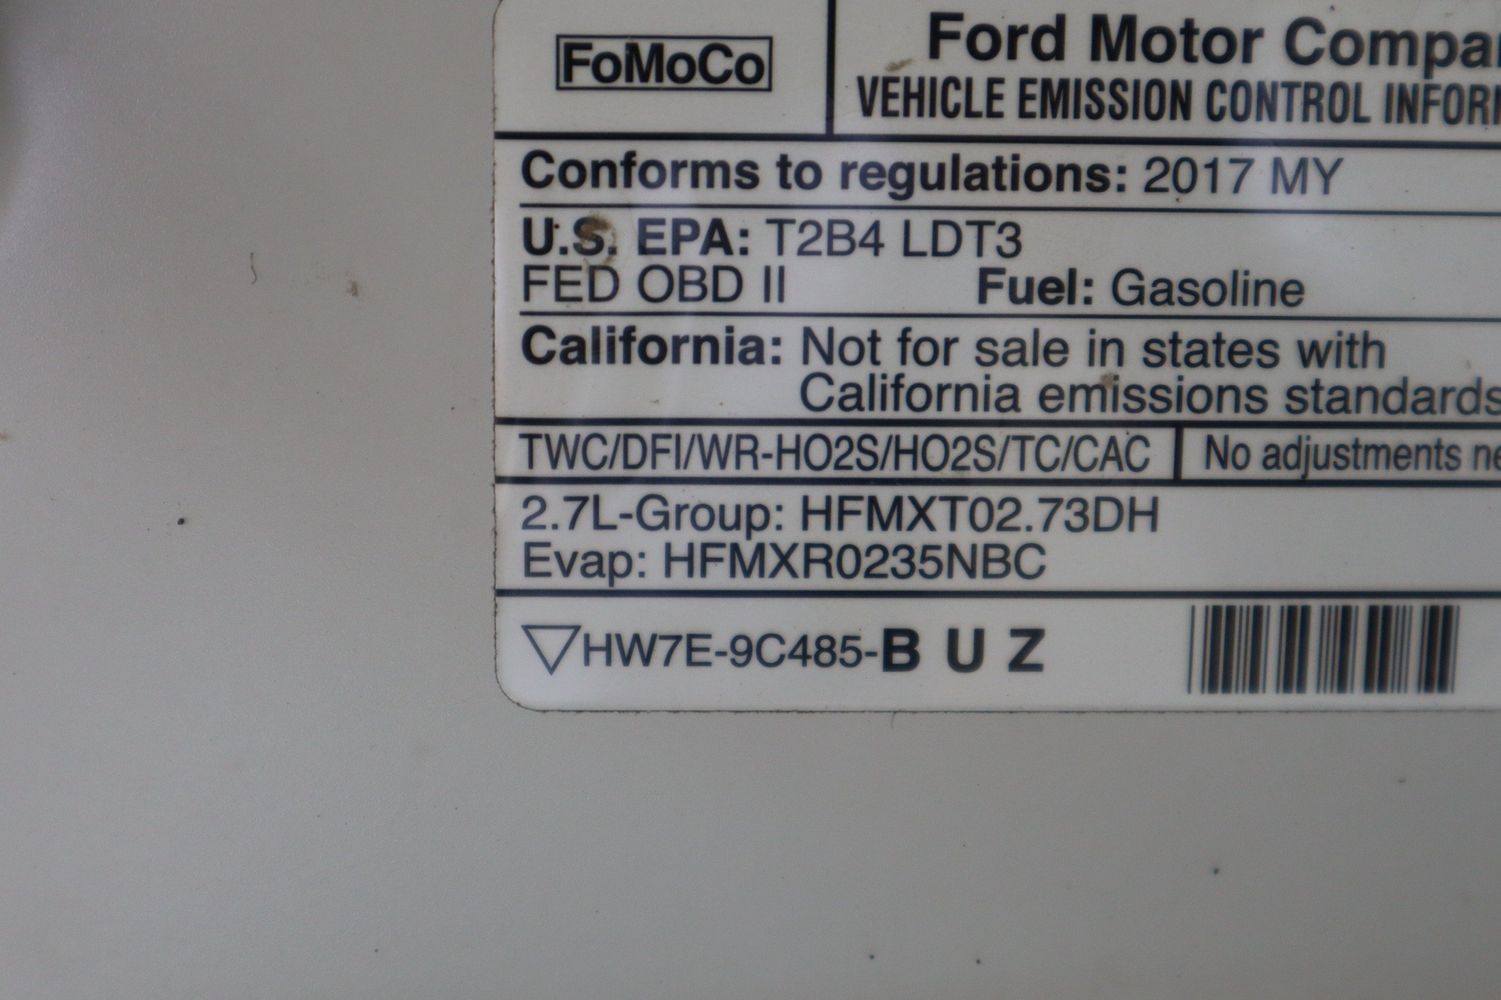 FoMoCo
Ford Motor Compa
VEHICLE EMISSION CONTROL INFOR
Conforms to regulations: 2017 MY
U.S. EPA: T2B4 LDT3
FED OBD II Fuel: Gasoline
California: Not for sale in states with
California emissions standards
TWC/DFI/WR-HO2S/HO2S/TC/CAC No adjustments ne
2.7L-Group: HFMXT02.73DH
Evap: HFMXR0235NBC
HW7E-9C485-B U Z